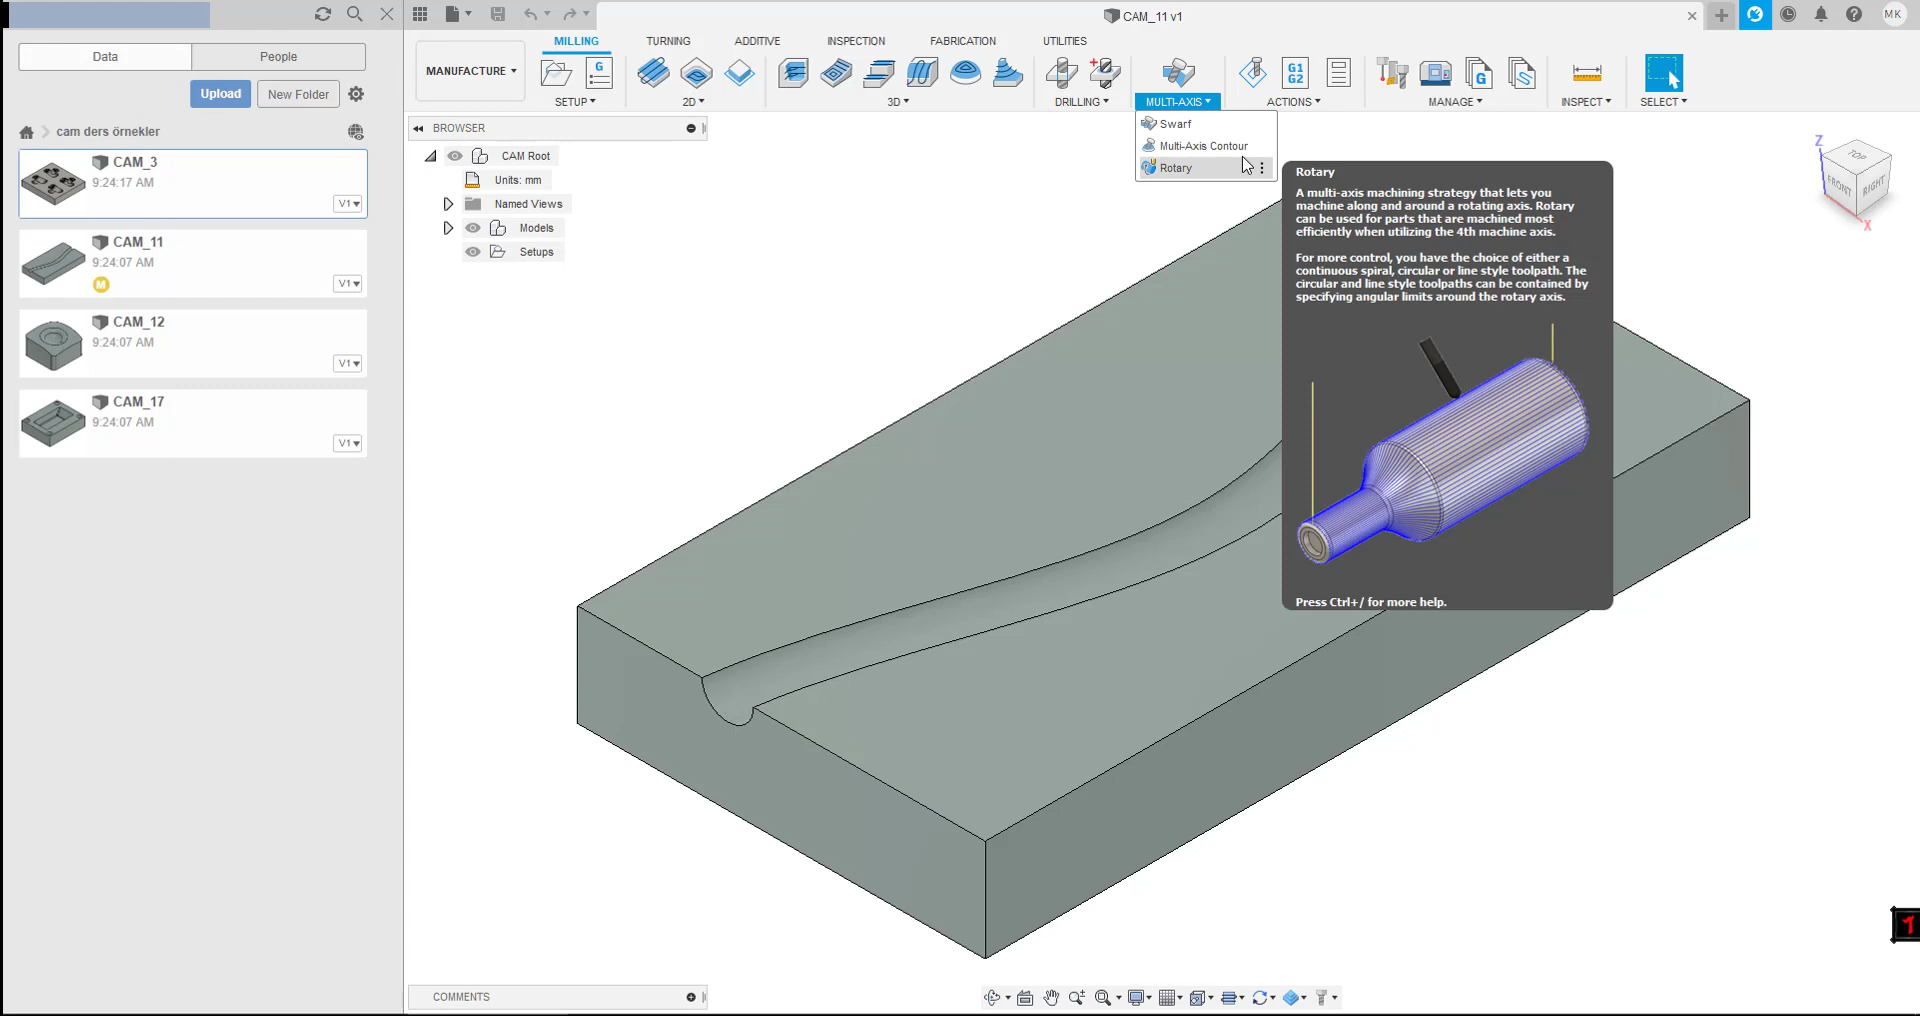 CAM_11 v1
MK
Data
People
Upload
New Folder
cam ders örnekler
CAM_3
9:24:17 AM
V1
CAM_11
9:24:07 AM
M
V1
CAM_12
9:24:07 AM
V1
CAM_17
9:24:07 AM
V1
MANUFACTURE
MILLING
TURNING
ADDITIVE
INSPECTION
FABRICATION
UTILITIES
G
G1
G2
G
SETUP
2D
3D
DRILLING
MULTI-AXIS
ACTIONS
MANAGE
INSPECT
SELECT
BROWSER
CAM Root
Units: mm
Named Views
Models
Setups
Swarf
Multi-Axis Contour
Rotary
Rotary
A multi-axis machining strategy that lets you
machine along and around a rotating axis. Rotary
can be used for parts that are machined most
efficiently when utilizing the 4th machine axis.
For more control, you have the choice of either a
continuous spiral, circular or line style toolpath. The
circular and line style toolpaths can be contained by
specifying angular limits around the rotary axis.
Press Ctrl+/ for more help.
Z
TOP
FRONT
RIGHT
X
1
COMMENTS